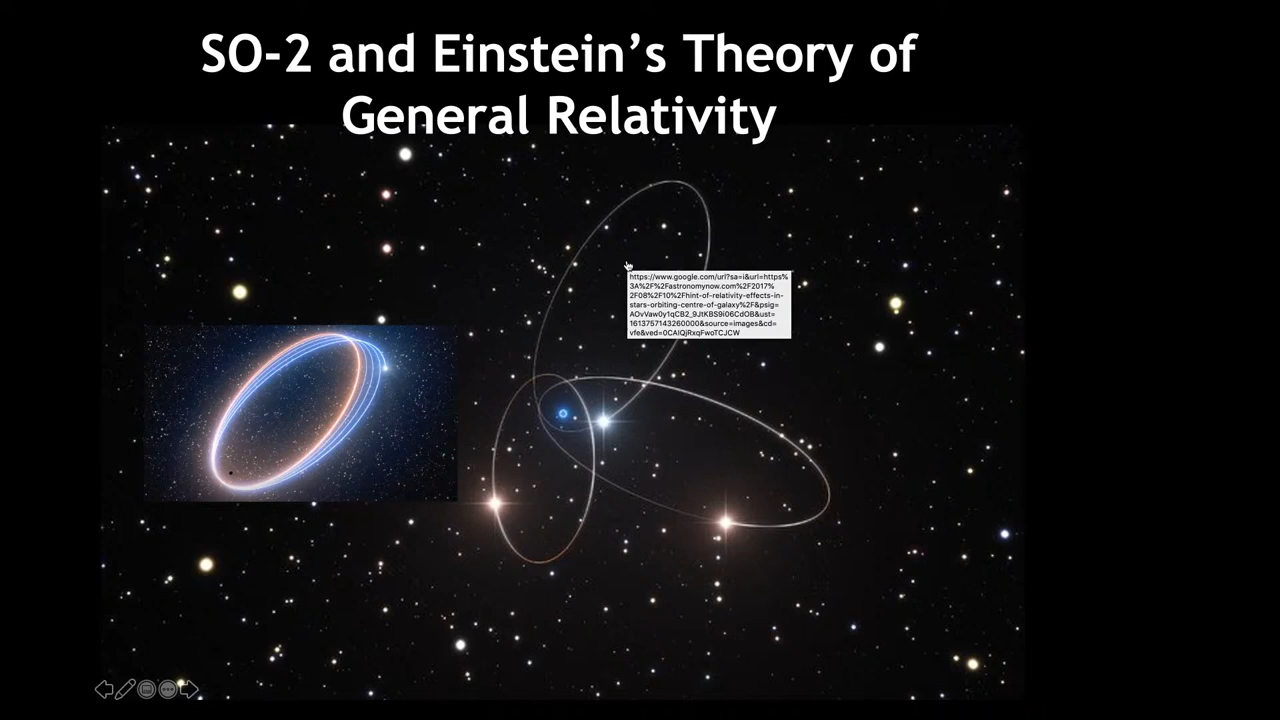 SO-2 and Einstein’s Theory of
General Relativity
https://www.google.com/url?sa=i&url=https%
3A%2F%2Fastronomynow.com%2F2017%
2F08%2F10%2Fhint-of-relativity-effects-in-
stars-orbiting-centre-of-galaxy%2F&psig=
AOvVaw0y1qCB2_9JtKBS9i06CdOB&ust=
1613757143260000&source=images&cd=
vfe&ved=0CAIQjRxqFwoTCJCW